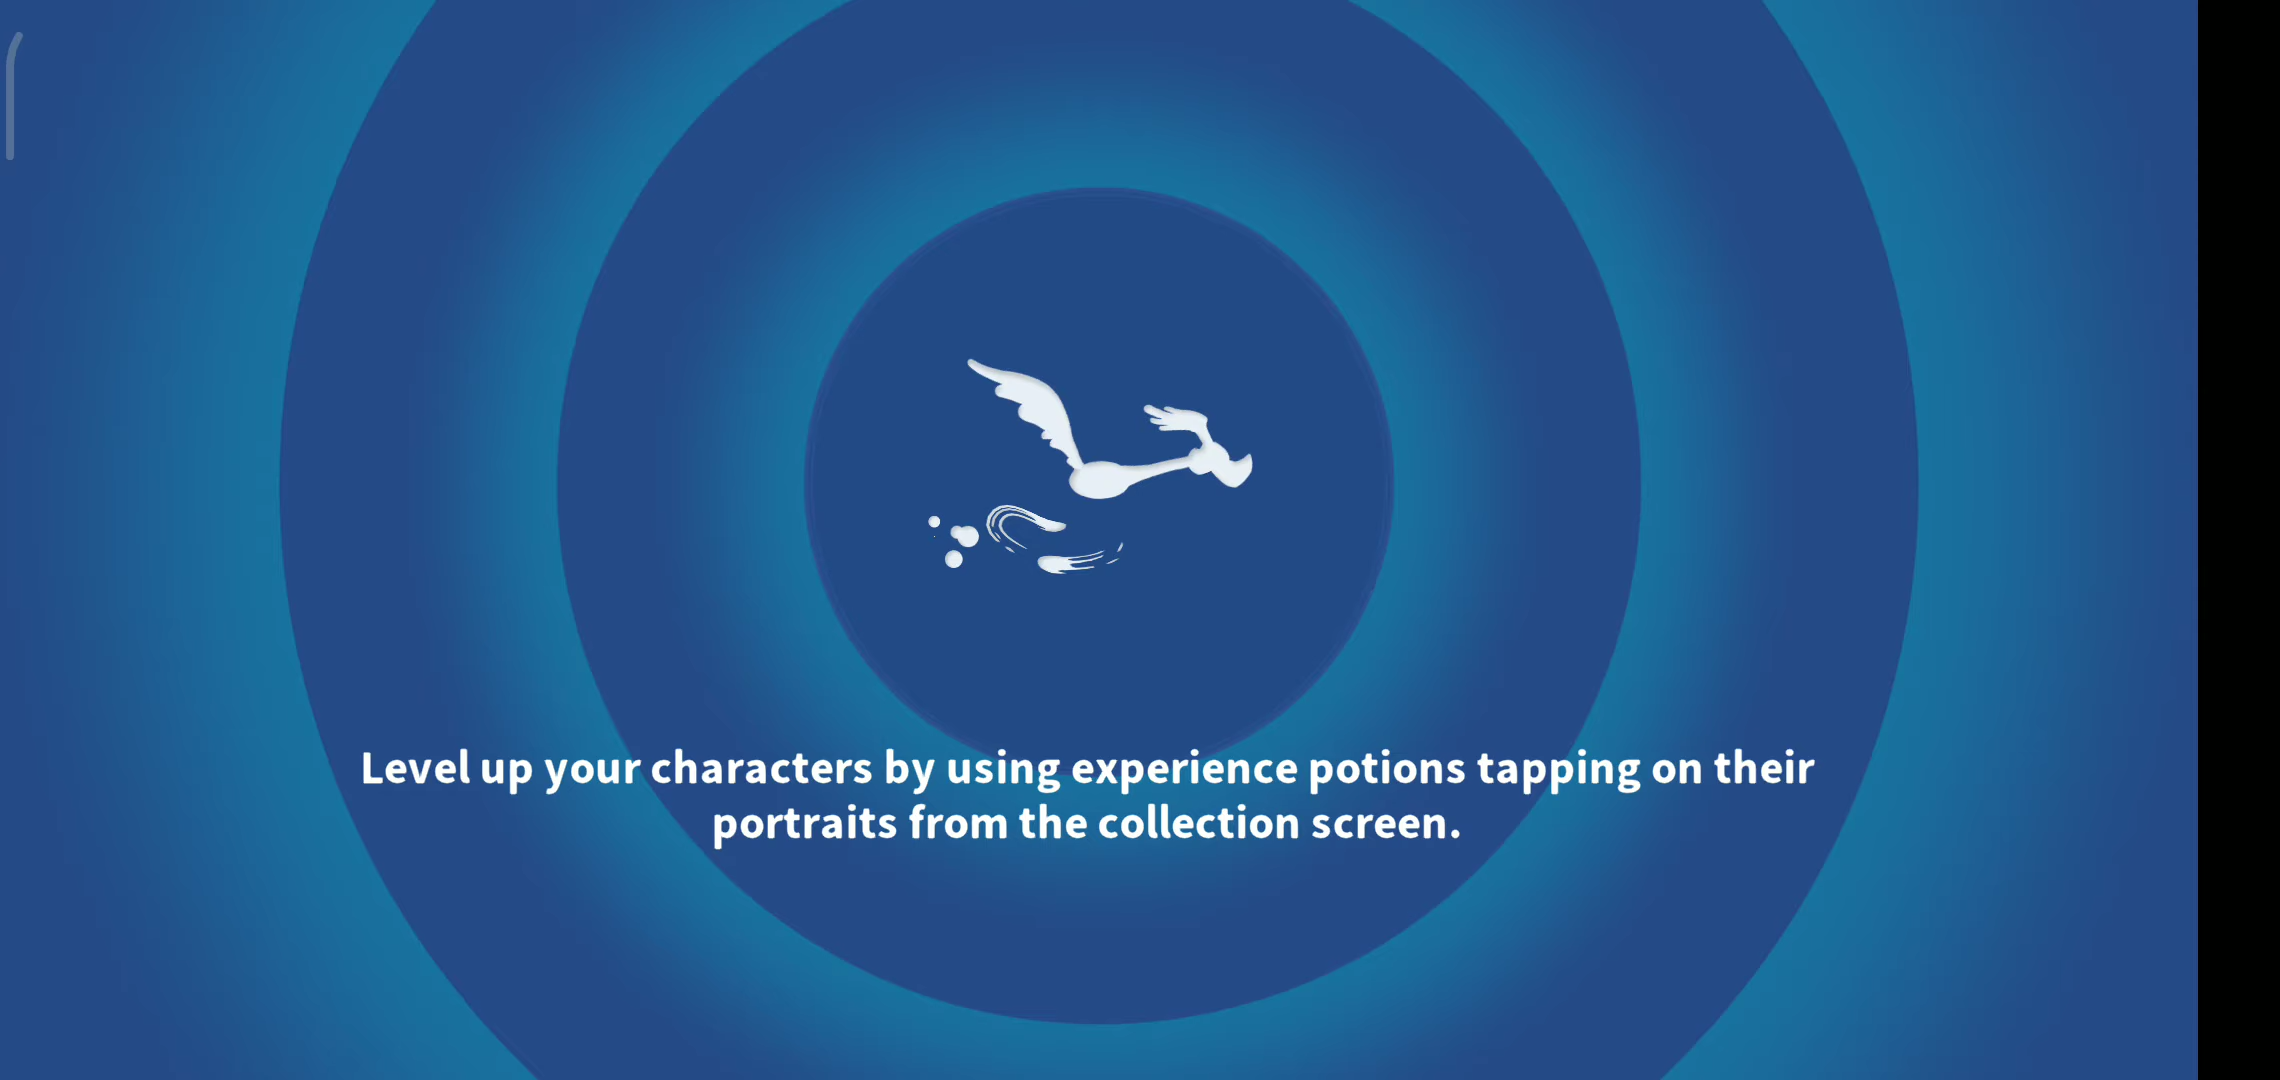 Level up your characters by using experience potions tapping on their
portraits from the collection screen.